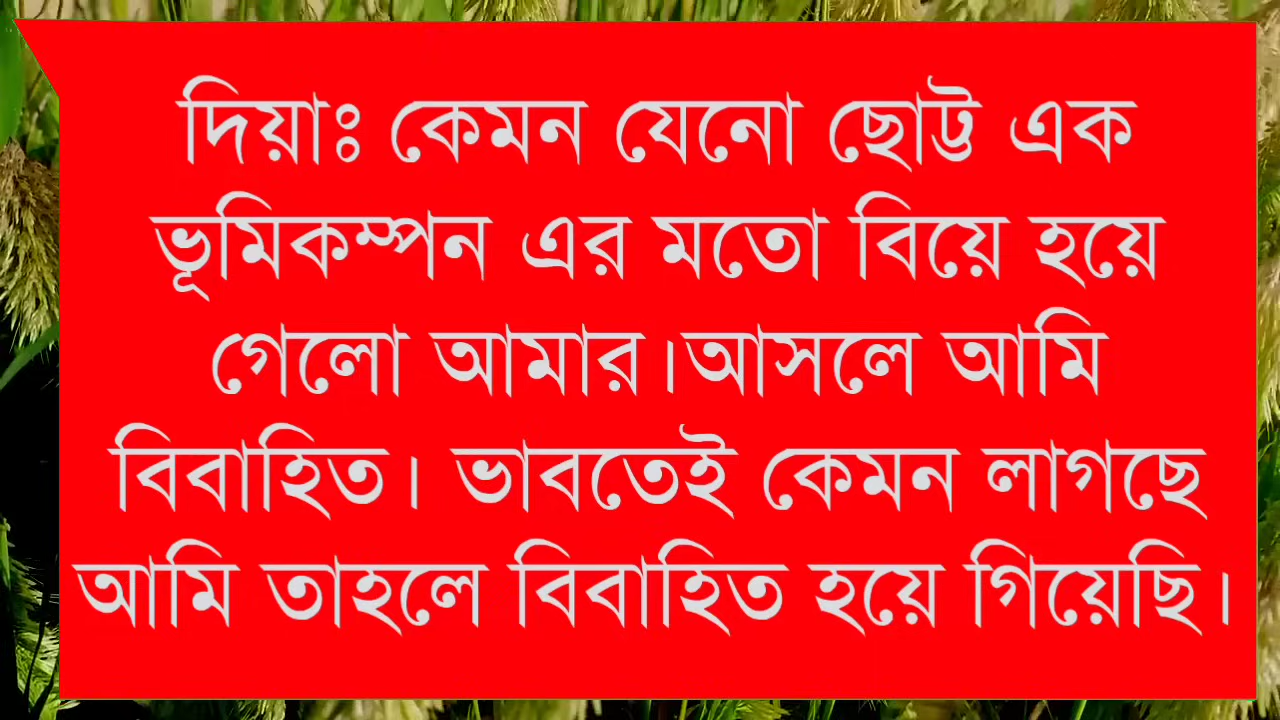 দিয়াঃ কেমন যেনো ছোট্ট এক
ভূমিকম্পন এর মতো বিয়ে হয়ে
গেলো আমার।আসলে আমি
বিবাহিত। ভাবতেই কেমন লাগছে
আমি তাহলে বিবাহিত হয়ে গিয়েছি।